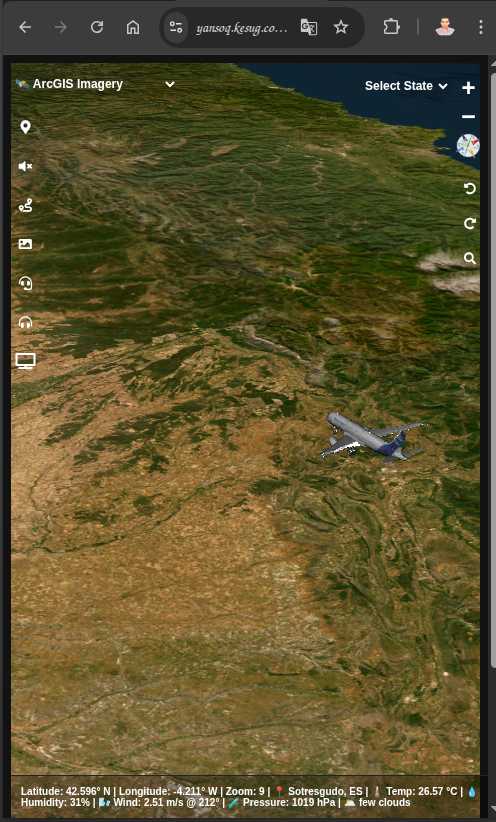 yansoq.kesug.co...
ArcGIS Imagery
Select State
Latitude: 42.596° N | Longitude: -4.211° W | Zoom: 9 | 📍 Sotresgudo, ES | 🌡️ Temp: 26.57 °C | 💧
Humidity: 31% | 🌬️ Wind: 2.51 m/s @ 212° | 🧪 Pressure: 1019 hPa | 🌥️ few clouds